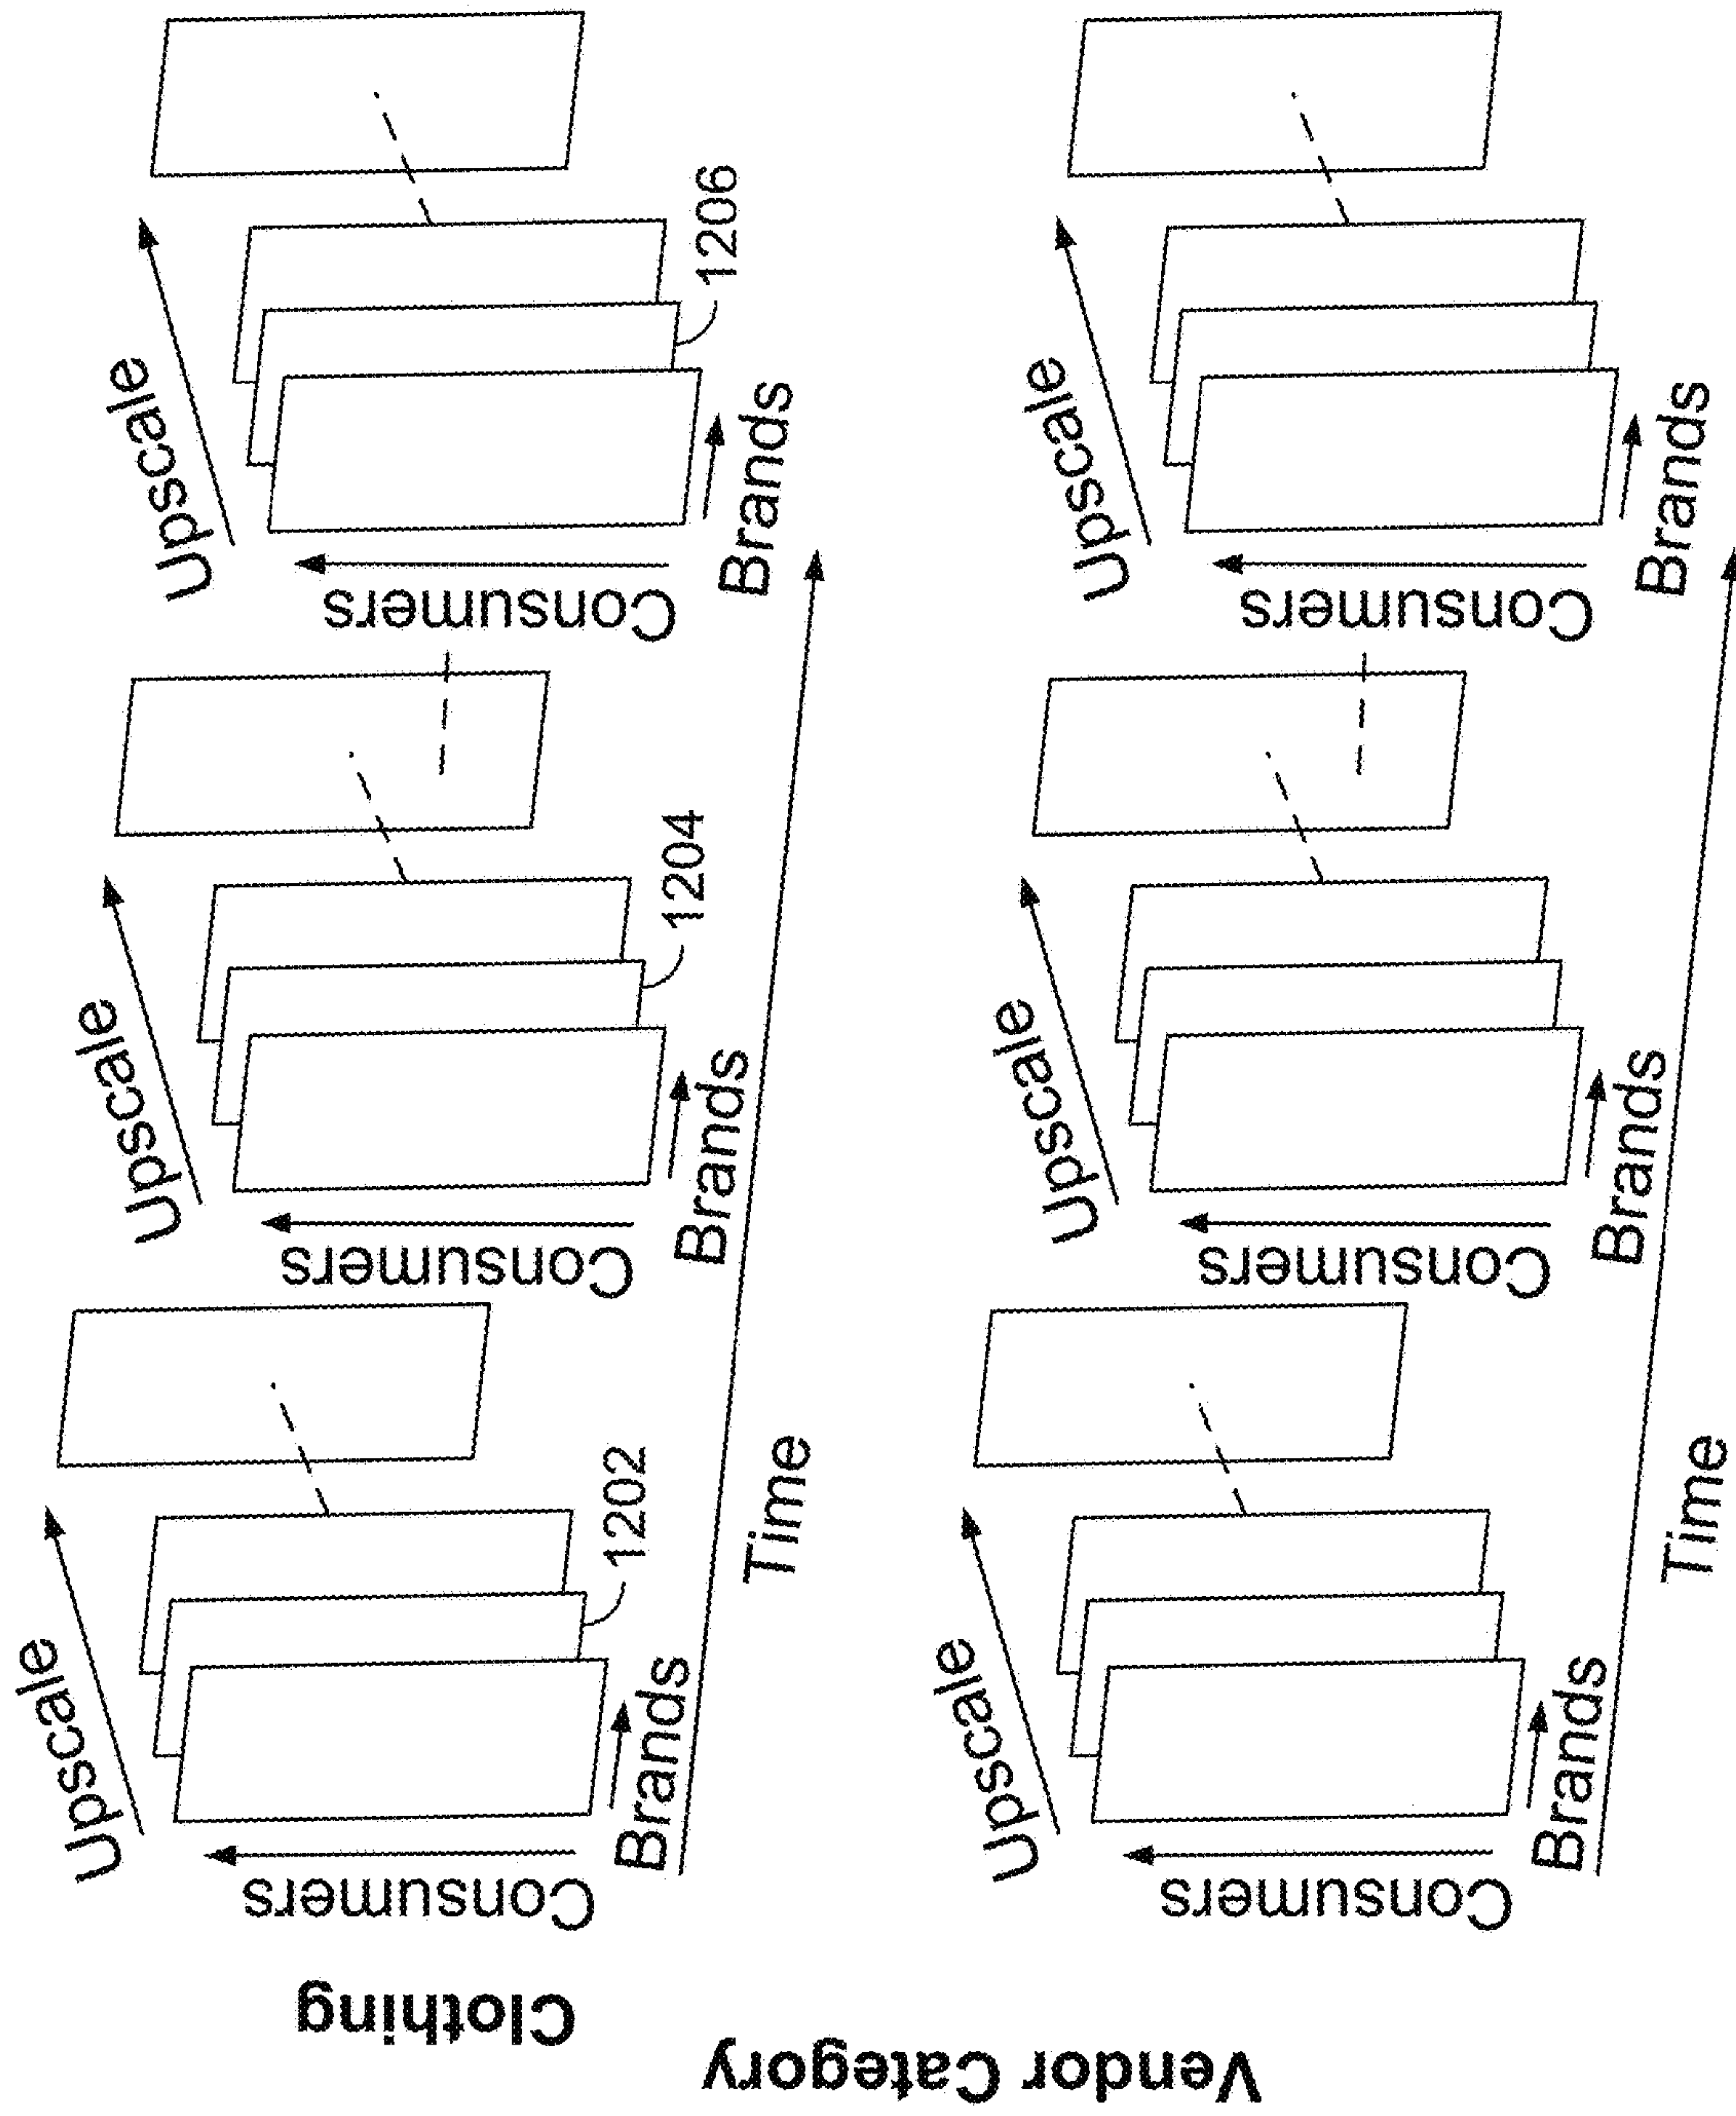 Clothing
Upscale
Consumers
Brands
1202
Upscale
Consumers
Brands
1204
Upscale
Consumers
Brands
1206
Time
Vendor Category
Upscale
Consumers
Brands
Upscale
Consumers
Brands
Upscale
Consumers
Brands
Time